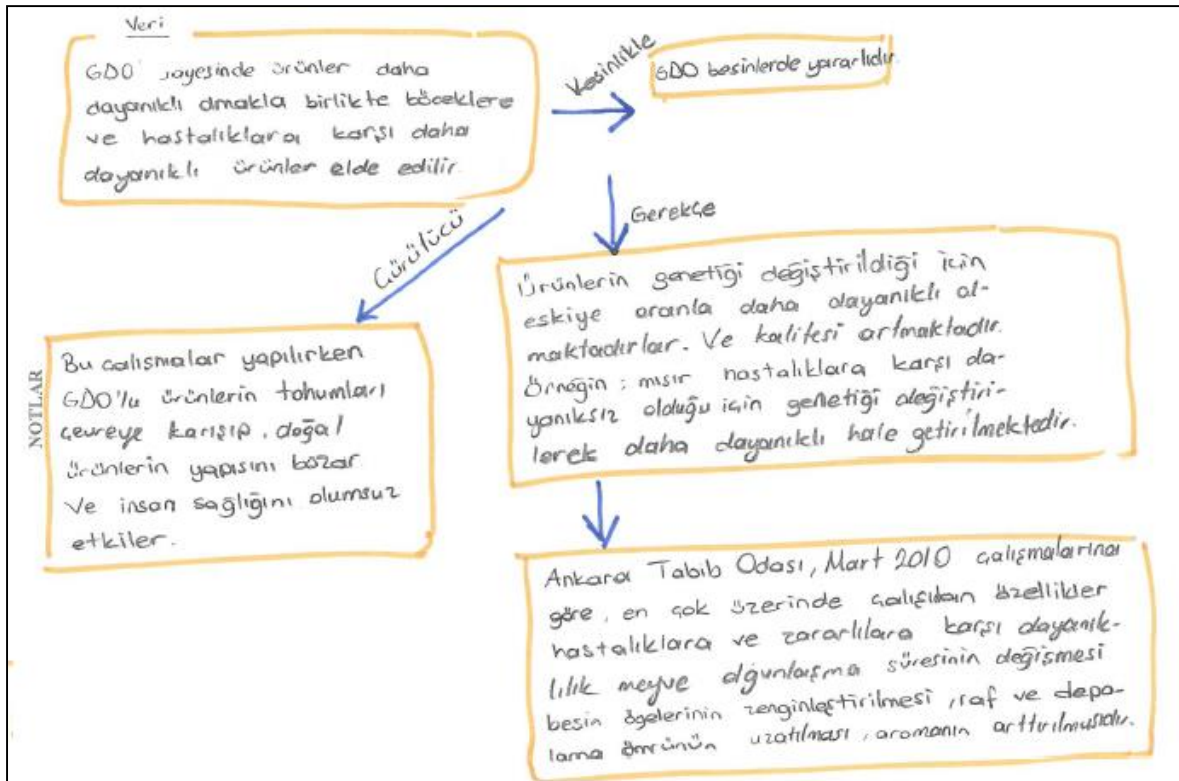 Veri
GDO' sayesinde ürünler daha
dayanıklı olmakla birlikte böceklere
ve hastalıklara karşı daha
dayanıklı ürünler elde edilir.
Kesinlikle
GDO besinlerde yararlıdır.
Gerekçe
Çürütücü
Ürünlerin genetiği değiştirildiği için
eskiye oranla daha dayanıklı ol-
maktadırlar. Ve kalitesi artmaktadır.
Örneğin: mısır hastalıklara karşı da-
yanıksız olduğu için genetiği değiştiri-
lerek daha dayanıklı hale getirilmektedir.
NOTLAR
Bu calışmalar yapılırken
GDO'lu ürünlerin tohumları
çevreye karışıp, doğal
ürünlerin yapısını bozar
ve insan sağlığını olumsuz
etkiler.
Ankara Tabib Odası, Mart 2010 çalışmalarına
göre, en çok üzerinde çalışılan özellikler
hastalıklara ve zararlılara karşı dayanık-
lılık meyve olgunlaşma süresinin değişmesi
besin ögelerinin zenginleştirilmesi, raf ve depo-
lama ömrünün uzatılması, aromanın arttırılmasıdır.